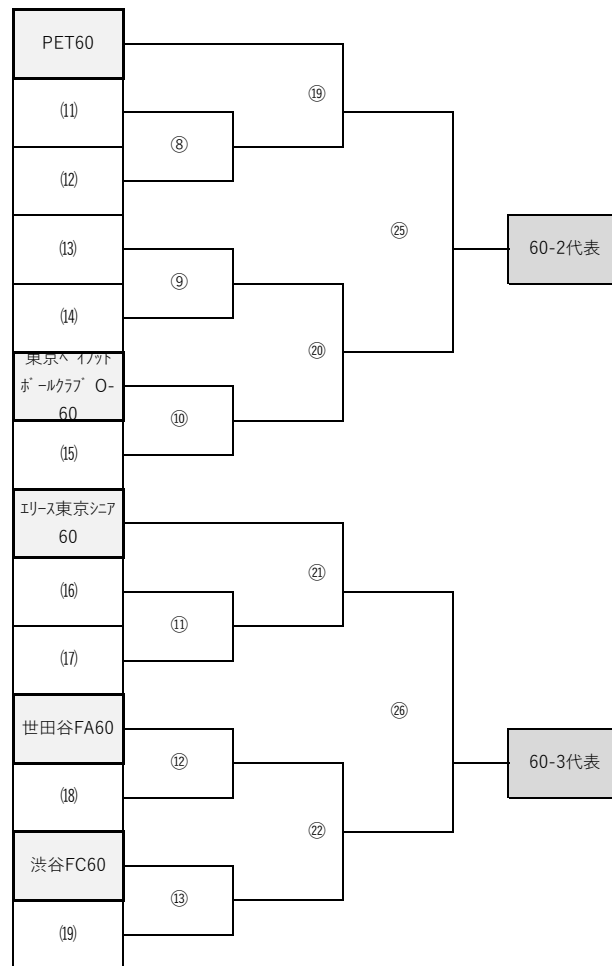 PET60
⑲
⑾
⑧
⑿
㉕
⒀
60-2代表
⑨
⒁
⑳
東京ベイフット
ボールクラブ O-
60
⑩
⒂
エリース東京シニア
60
㉑
⒃
⑪
⒄
㉖
世田谷FA60
60-3代表
⑫
⒅
㉒
渋谷FC60
⑬
⒆